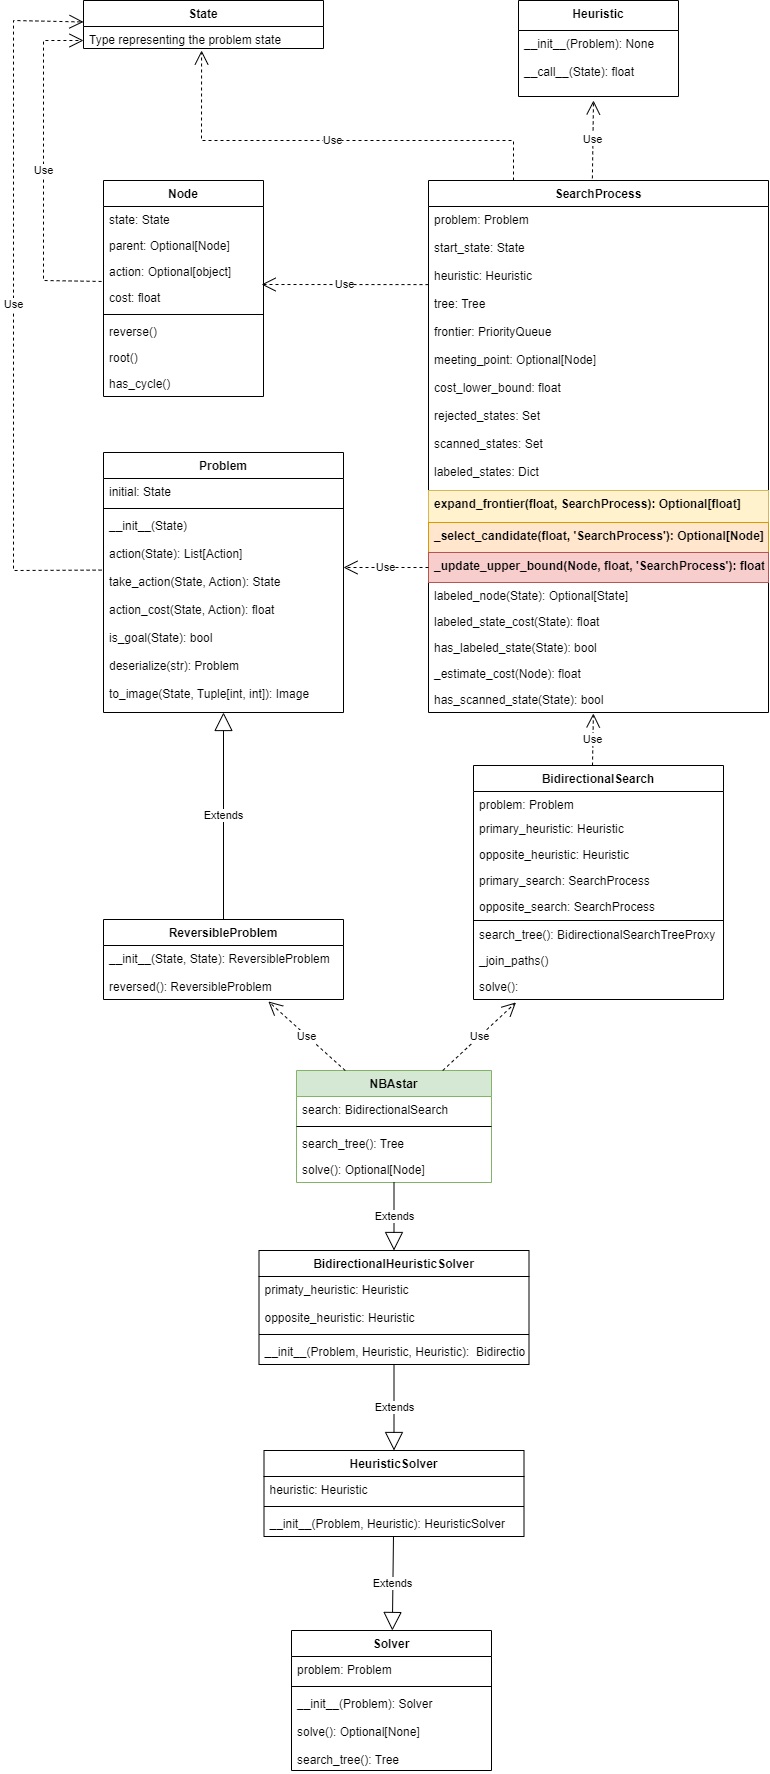 State
Type representing the problem state
Heuristic
__init__(Problem): None
__call__(State): float
Use
Use
Use
Use
Node
state: State
parent: Optional[Node]
action: Optional[object]
cost: float
reverse()
root()
has_cycle()
Use
SearchProcess
problem: Problem
start_state: State
heuristic: Heuristic
tree: Tree
frontier: PriorityQueue
meeting_point: Optional[Node]
cost_lower_bound: float
rejected_states: Set
scanned_states: Set
labeled_states: Dict
expand_frontier(float, SearchProcess): Optional[float]
_select_candidate(float, 'SearchProcess'): Optional[Node]
_update_upper_bound(Node, float, 'SearchProcess'): float
labeled_node(State): Optional[State]
labeled_state_cost(State): float
has_labeled_state(State): bool
_estimate_cost(Node): float
has_scanned_state(State): bool
Problem
initial: State
__init__(State)
action(State): List[Action]
take_action(State, Action): State
action_cost(State, Action): float
is_goal(State): bool
deserialize(str): Problem
to_image(State, Tuple[int, int]): Image
Use
Use
Extends
BidirectionalSearch
problem: Problem
primary_heuristic: Heuristic
opposite_heuristic: Heuristic
primary_search: SearchProcess
opposite_search: SearchProcess
search_tree(): BidirectionalSearchTreeProxy
_join_paths()
solve():
ReversibleProblem
__init__(State, State): ReversibleProblem
reversed(): ReversibleProblem
Use
Use
NBAstar
search: BidirectionalSearch
search_tree(): Tree
solve(): Optional[Node]
Extends
BidirectionalHeuristicSolver
primaty_heuristic: Heuristic
opposite_heuristic: Heuristic
__init__(Problem, Heuristic, Heuristic): Bidirectio
Extends
HeuristicSolver
heuristic: Heuristic
__init__(Problem, Heuristic): HeuristicSolver
Extends
Solver
problem: Problem
__init__(Problem): Solver
solve(): Optional[None]
search_tree(): Tree